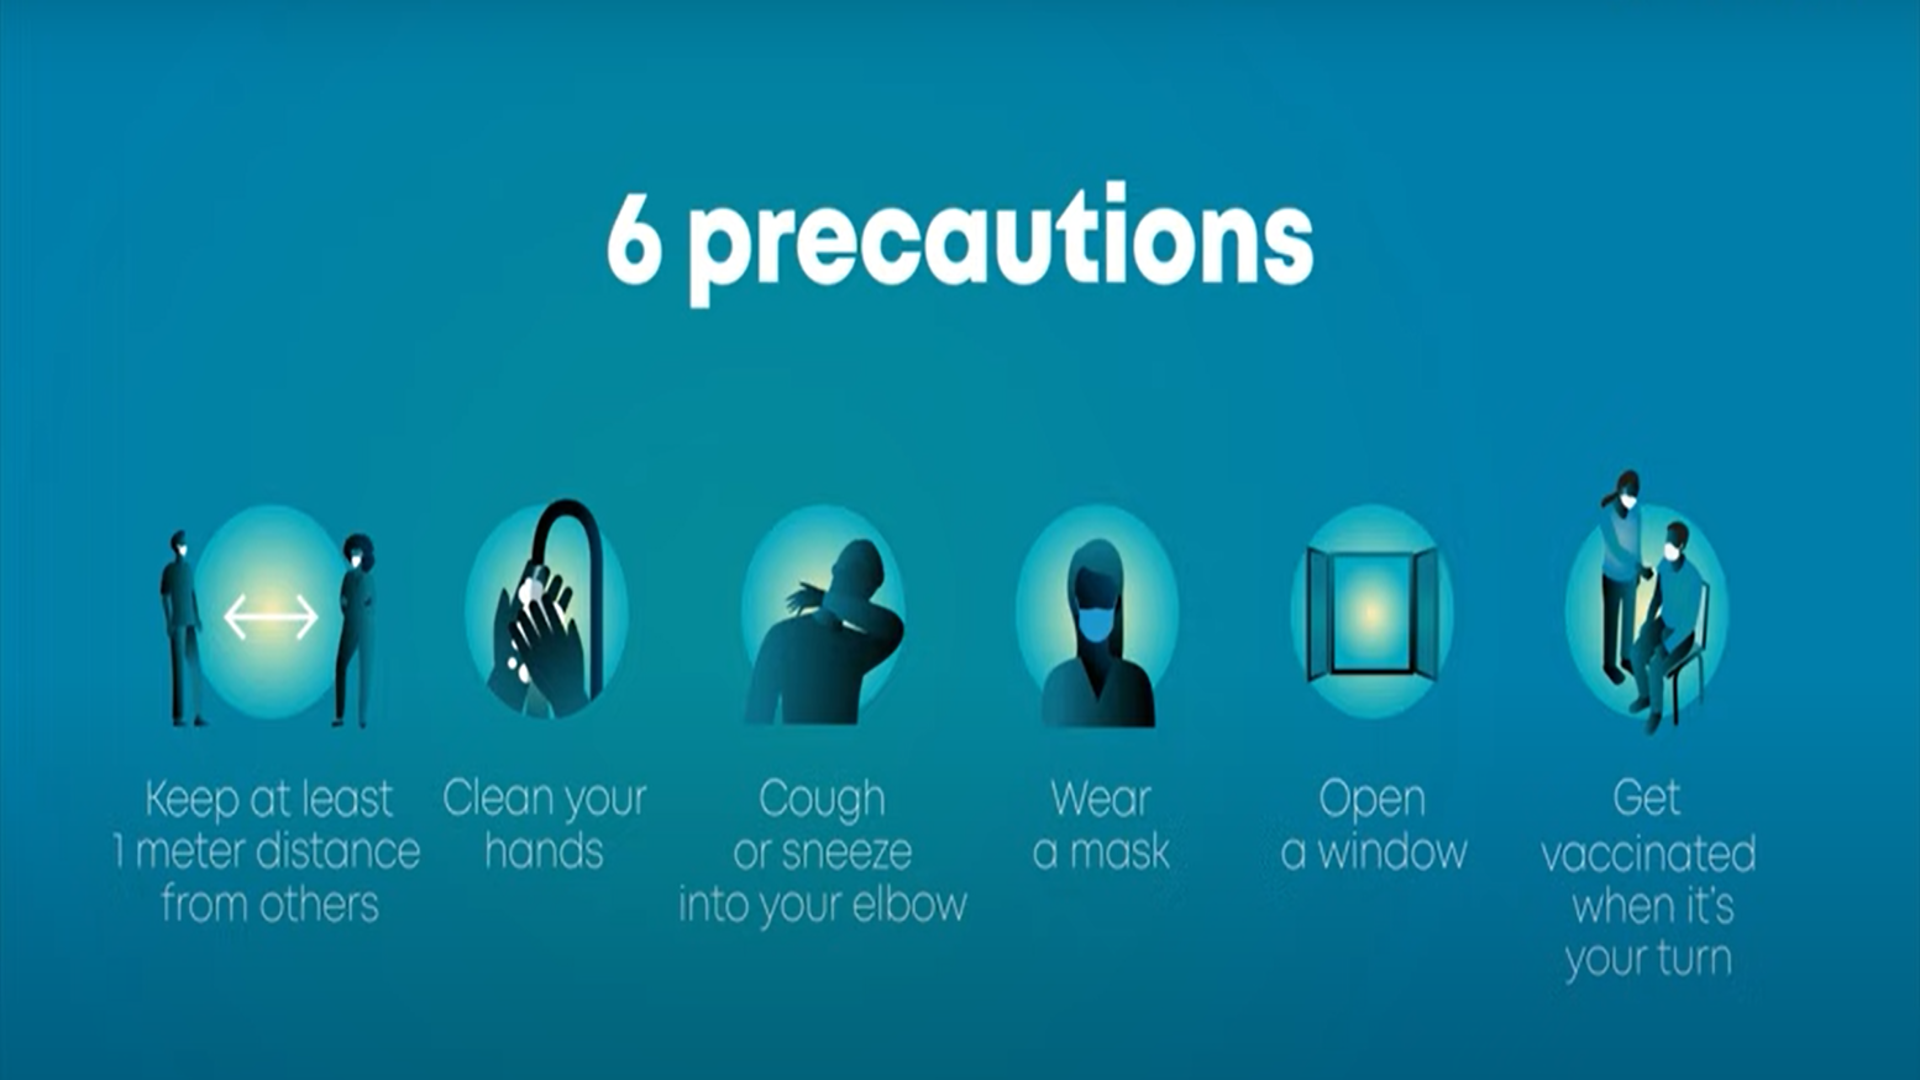 6 precautions
Keep at least
1 meter distance
from others
Clean your
hands
Cough
or sneeze
into your elbow
Wear
a mask
Open
a window
Get
vaccinated
when it's
your turn